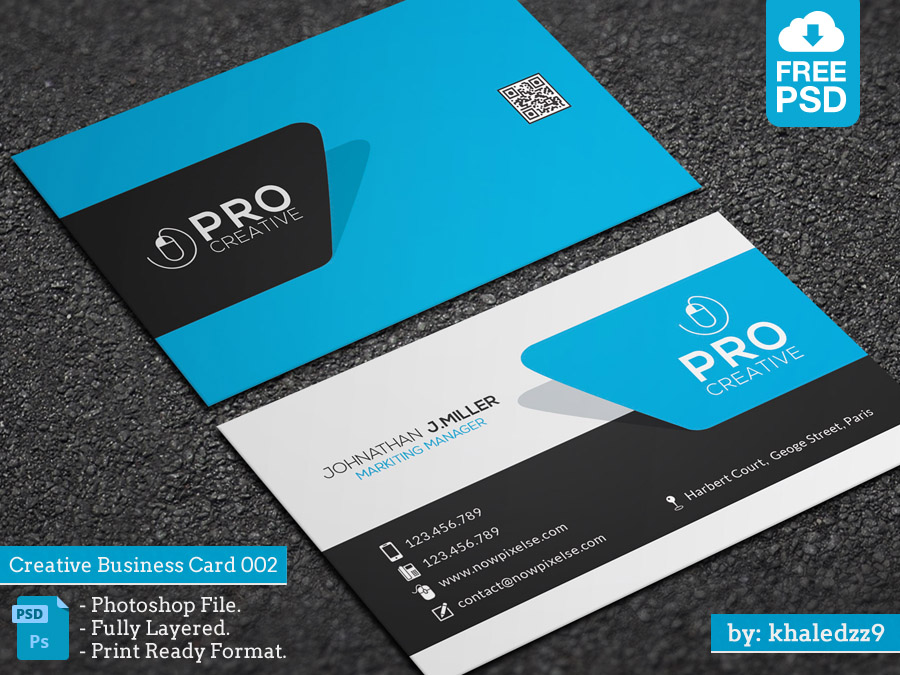 FREE
PSD
PRO
CREATIVE
PRO
CREATIVE
JOHNATHAN J.MILLER
MARKITING MANAGER
123.456.789
123.456.789
www.nowpixelse.com
contact@nowpixelse.com
Harbert Court, Geoge Street, Paris
Creative Business Card 002
PSD
Ps
- Photoshop File.
- Fully Layered.
- Print Ready Format.
by: khaledzz9